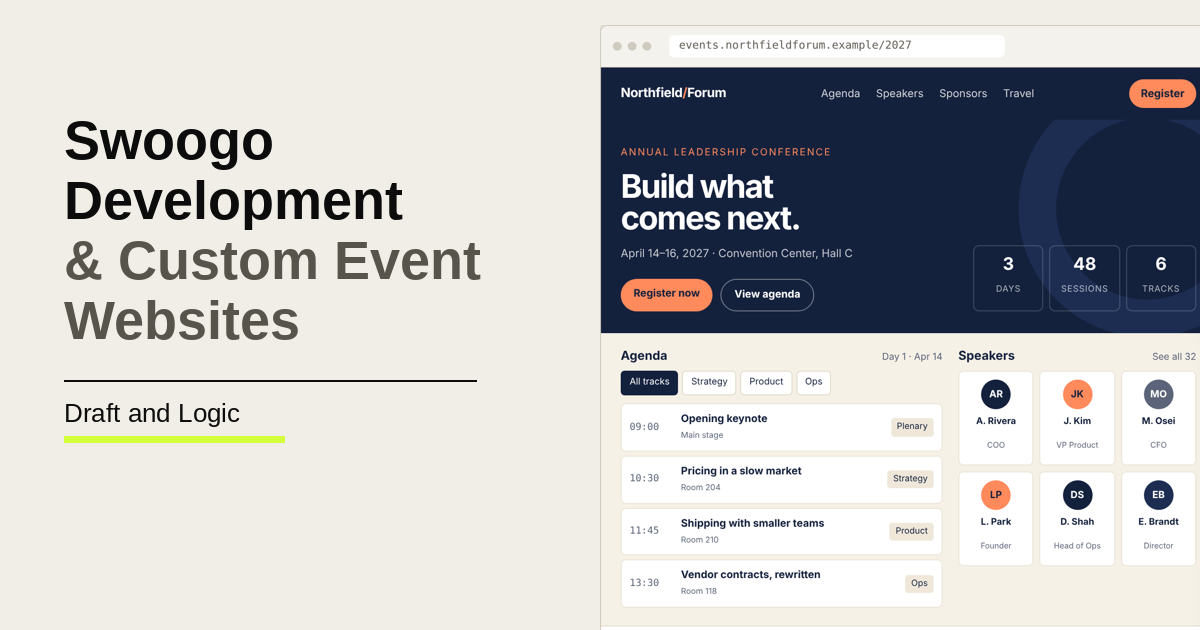 Swoogo
Development
& Custom Event
Websites
Draft and Logic
events.northfieldforum.example/2027
Northfield/Forum
Agenda Speakers Sponsors Travel
Register
ANNUAL LEADERSHIP CONFERENCE
Build what
comes next.
April 14–16, 2027 · Convention Center, Hall C
Register now
View agenda
3
DAYS
48
SESSIONS
6
TRACKS
Agenda
Day 1 · Apr 14
All tracks
Strategy
Product
Ops
09:00
Opening keynote
Main stage
Plenary
10:30
Pricing in a slow market
Room 204
Strategy
11:45
Shipping with smaller teams
Room 210
Product
13:30
Vendor contracts, rewritten
Room 118
Ops
Speakers
See all 32
AR
A. Rivera
COO
JK
J. Kim
VP Product
MO
M. Osei
CFO
LP
L. Park
Founder
DS
D. Shah
Head of Ops
EB
E. Brandt
Director